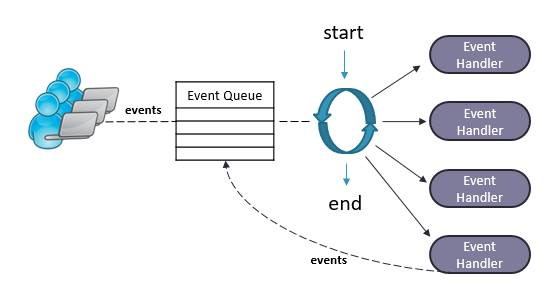 start
Event
Handler
events
Event Queue
Event
Handler
Event
Handler
end
Event
Handler
events